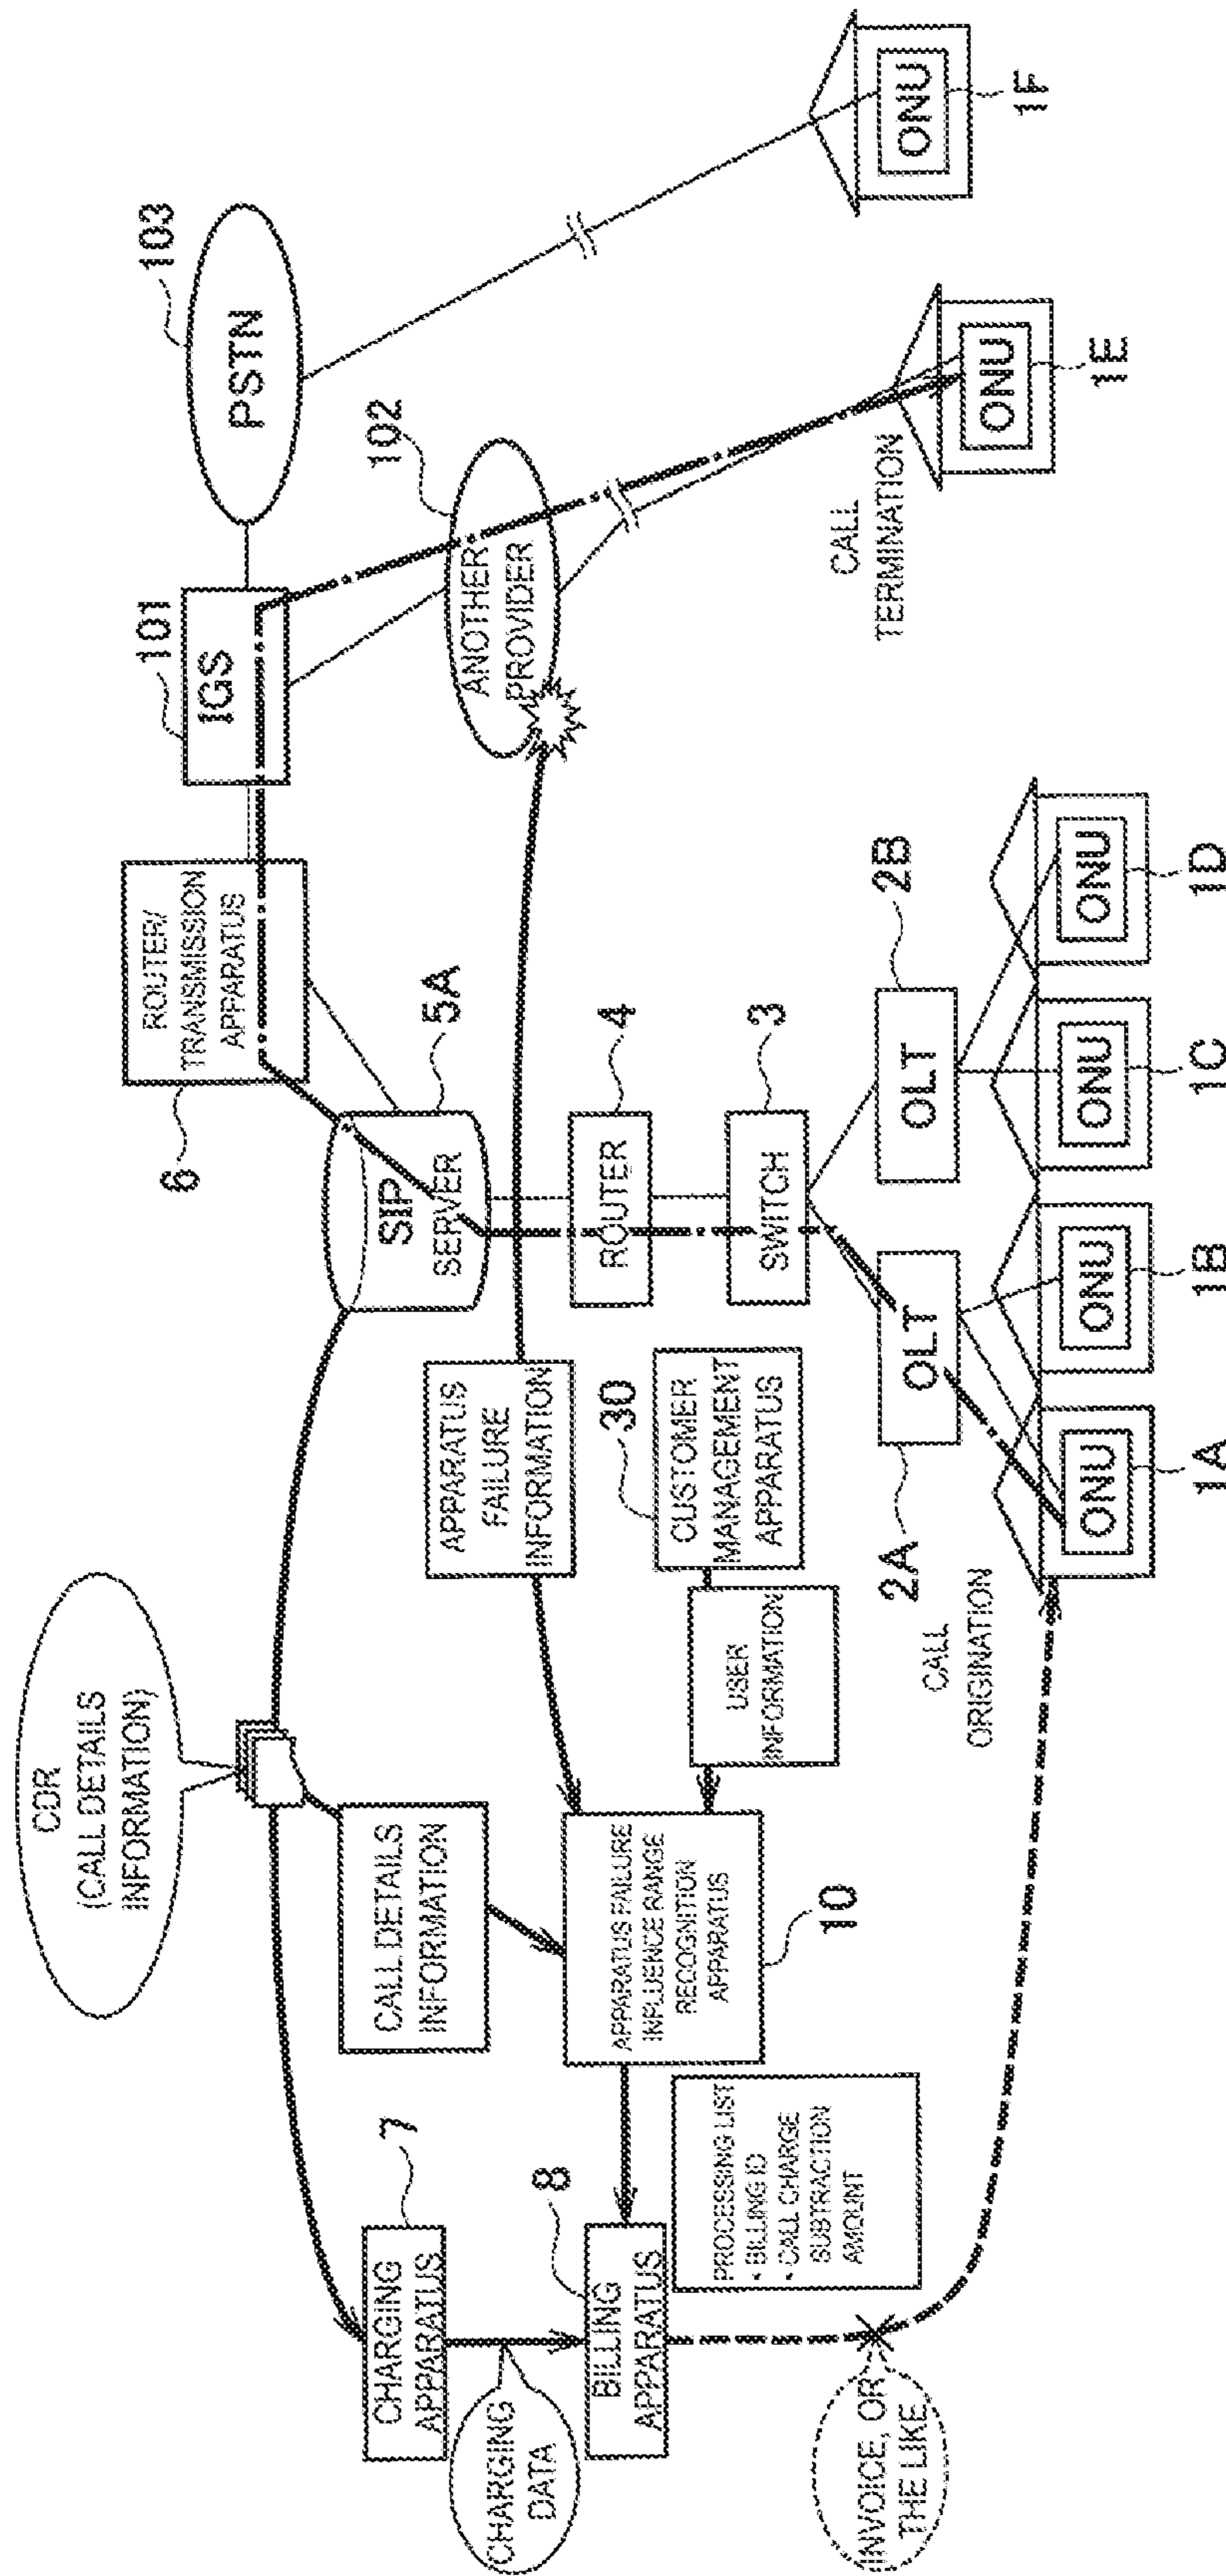 CDR
(CALL DETAILS
INFORMATION)
6
ROUTER/
TRANSMISSION
APPARATUS
101
IGS
103
PSTN
7
CHARGING
APPARATUS
CALL DETAILS
INFORMATION
SIP
SERVER
5A
102
ANOTHER
PROVIDER
CHARGING
DATA
8
BILLING
APPARATUS
APPARATUS FAILURE
INFLUENCE RANGE
RECOGNITION
APPARATUS
10
APPARATUS
FAILURE
INFORMATION
ROUTER
4
30
CUSTOMER
MANAGEMENT
APPARATUS
USER
INFORMATION
SWITCH
3
PROCESSING LIST
• BILLING ID
• CALL CHARGE
SUBTRACTION
AMOUNT
INVOICE, OR
THE LIKE
2A
OLT
OLT
2B
CALL
ORIGINATION
CALL
TERMINATION
ONU
1A
ONU
1B
ONU
1C
ONU
1D
ONU
1E
ONU
1F